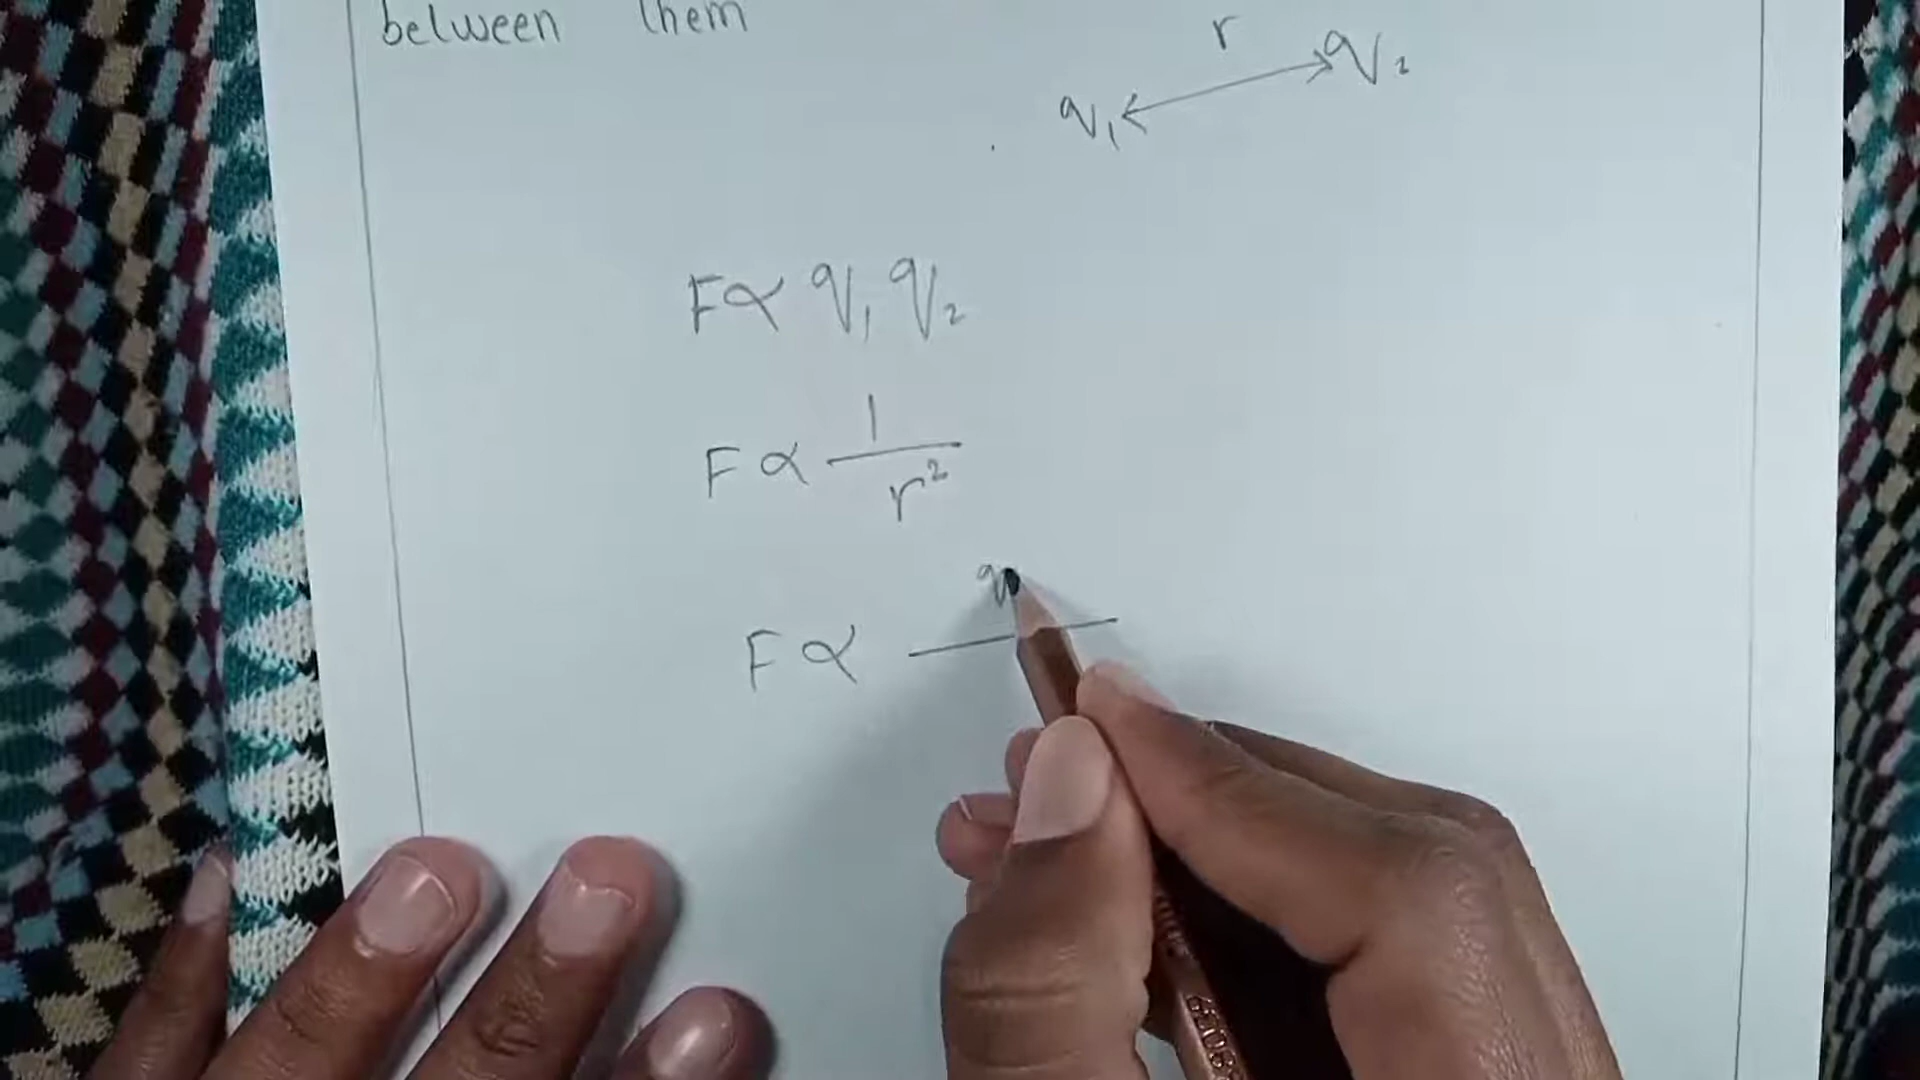 between them
r
q₁ q₂
F ∝ q₁ q₂
F ∝ 1/r²
F ∝ q